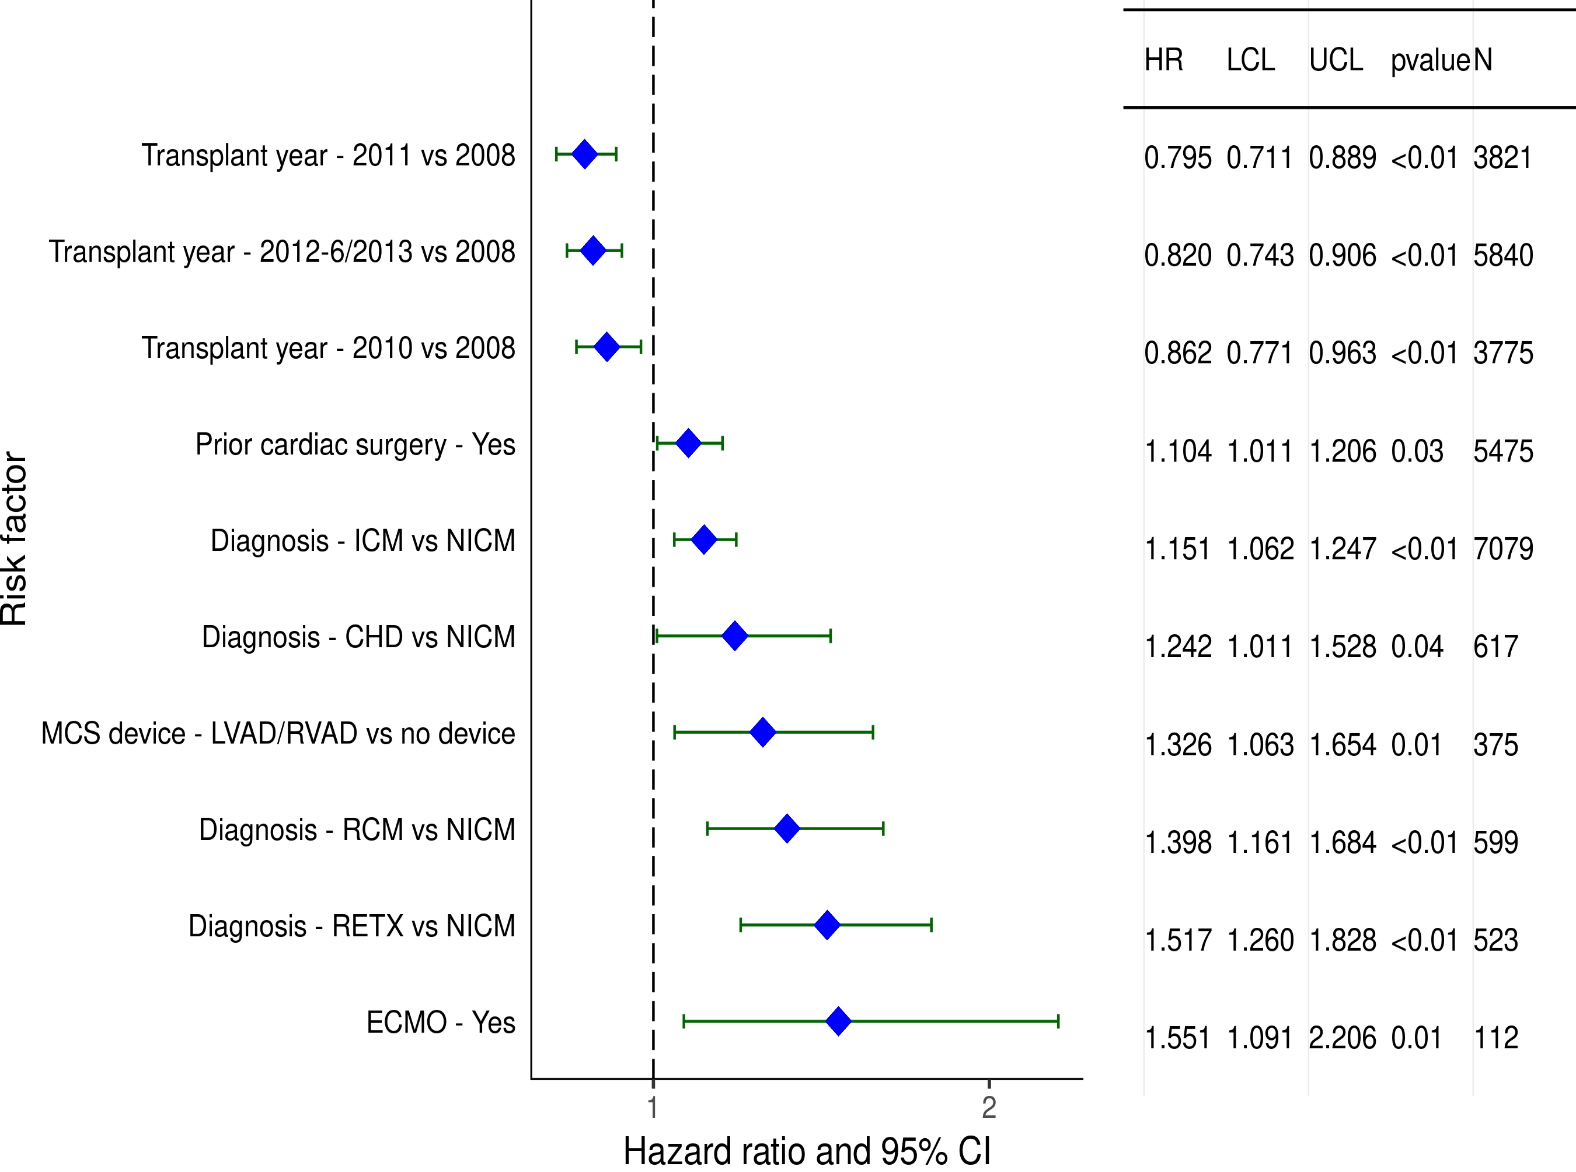 HR LCL UCL pvalue N
Transplant year - 2011 vs 2008 0.795 0.711 0.889 <0.01 3821
Transplant year - 2012-6/2013 vs 2008 0.820 0.743 0.906 <0.01 5840
Transplant year - 2010 vs 2008 0.862 0.771 0.963 <0.01 3775
Prior cardiac surgery - Yes 1.104 1.011 1.206 0.03 5475
Diagnosis - ICM vs NICM 1.151 1.062 1.247 <0.01 7079
Diagnosis - CHD vs NICM 1.242 1.011 1.528 0.04 617
MCS device - LVAD/RVAD vs no device 1.326 1.063 1.654 0.01 375
Diagnosis - RCM vs NICM 1.398 1.161 1.684 <0.01 599
Diagnosis - RETX vs NICM 1.517 1.260 1.828 <0.01 523
ECMO - Yes 1.551 1.091 2.206 0.01 112
Risk factor
1 2
Hazard ratio and 95% CI